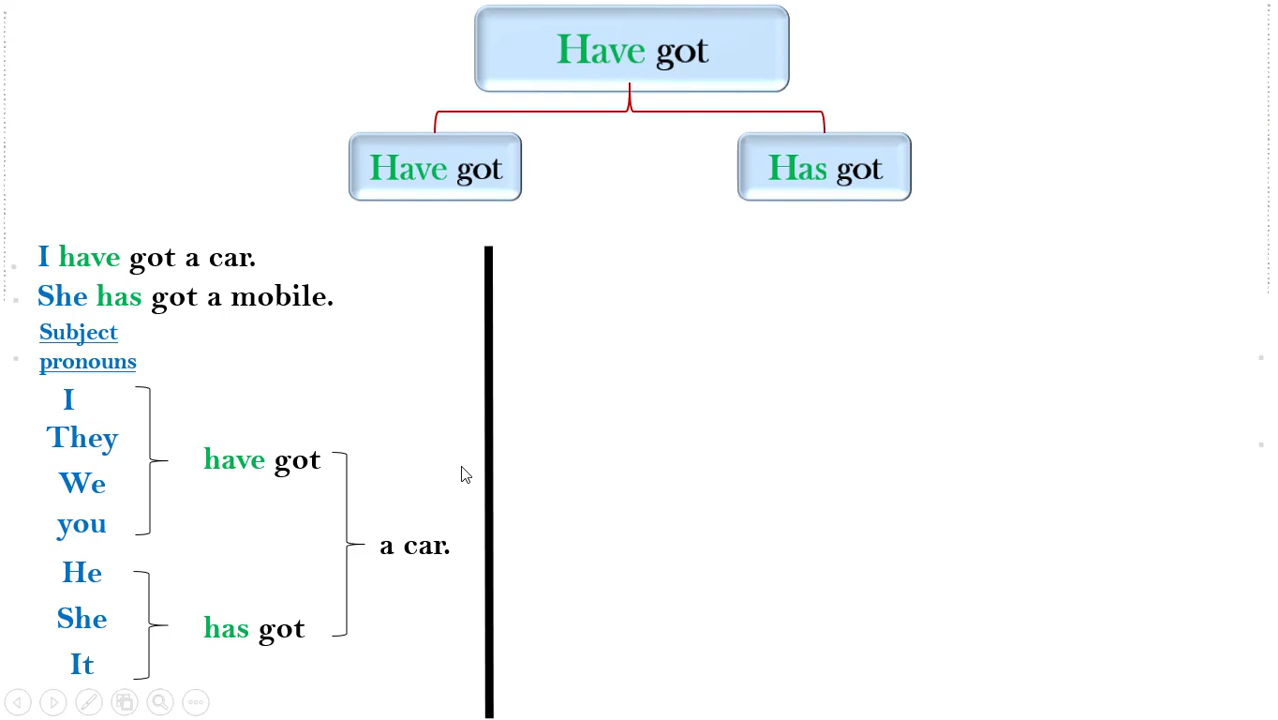 Have got
Have got
Has got
I have got a car.
She has got a mobile.
Subject
pronouns
I
They
We
you
have got
He
She
It
has got
a car.